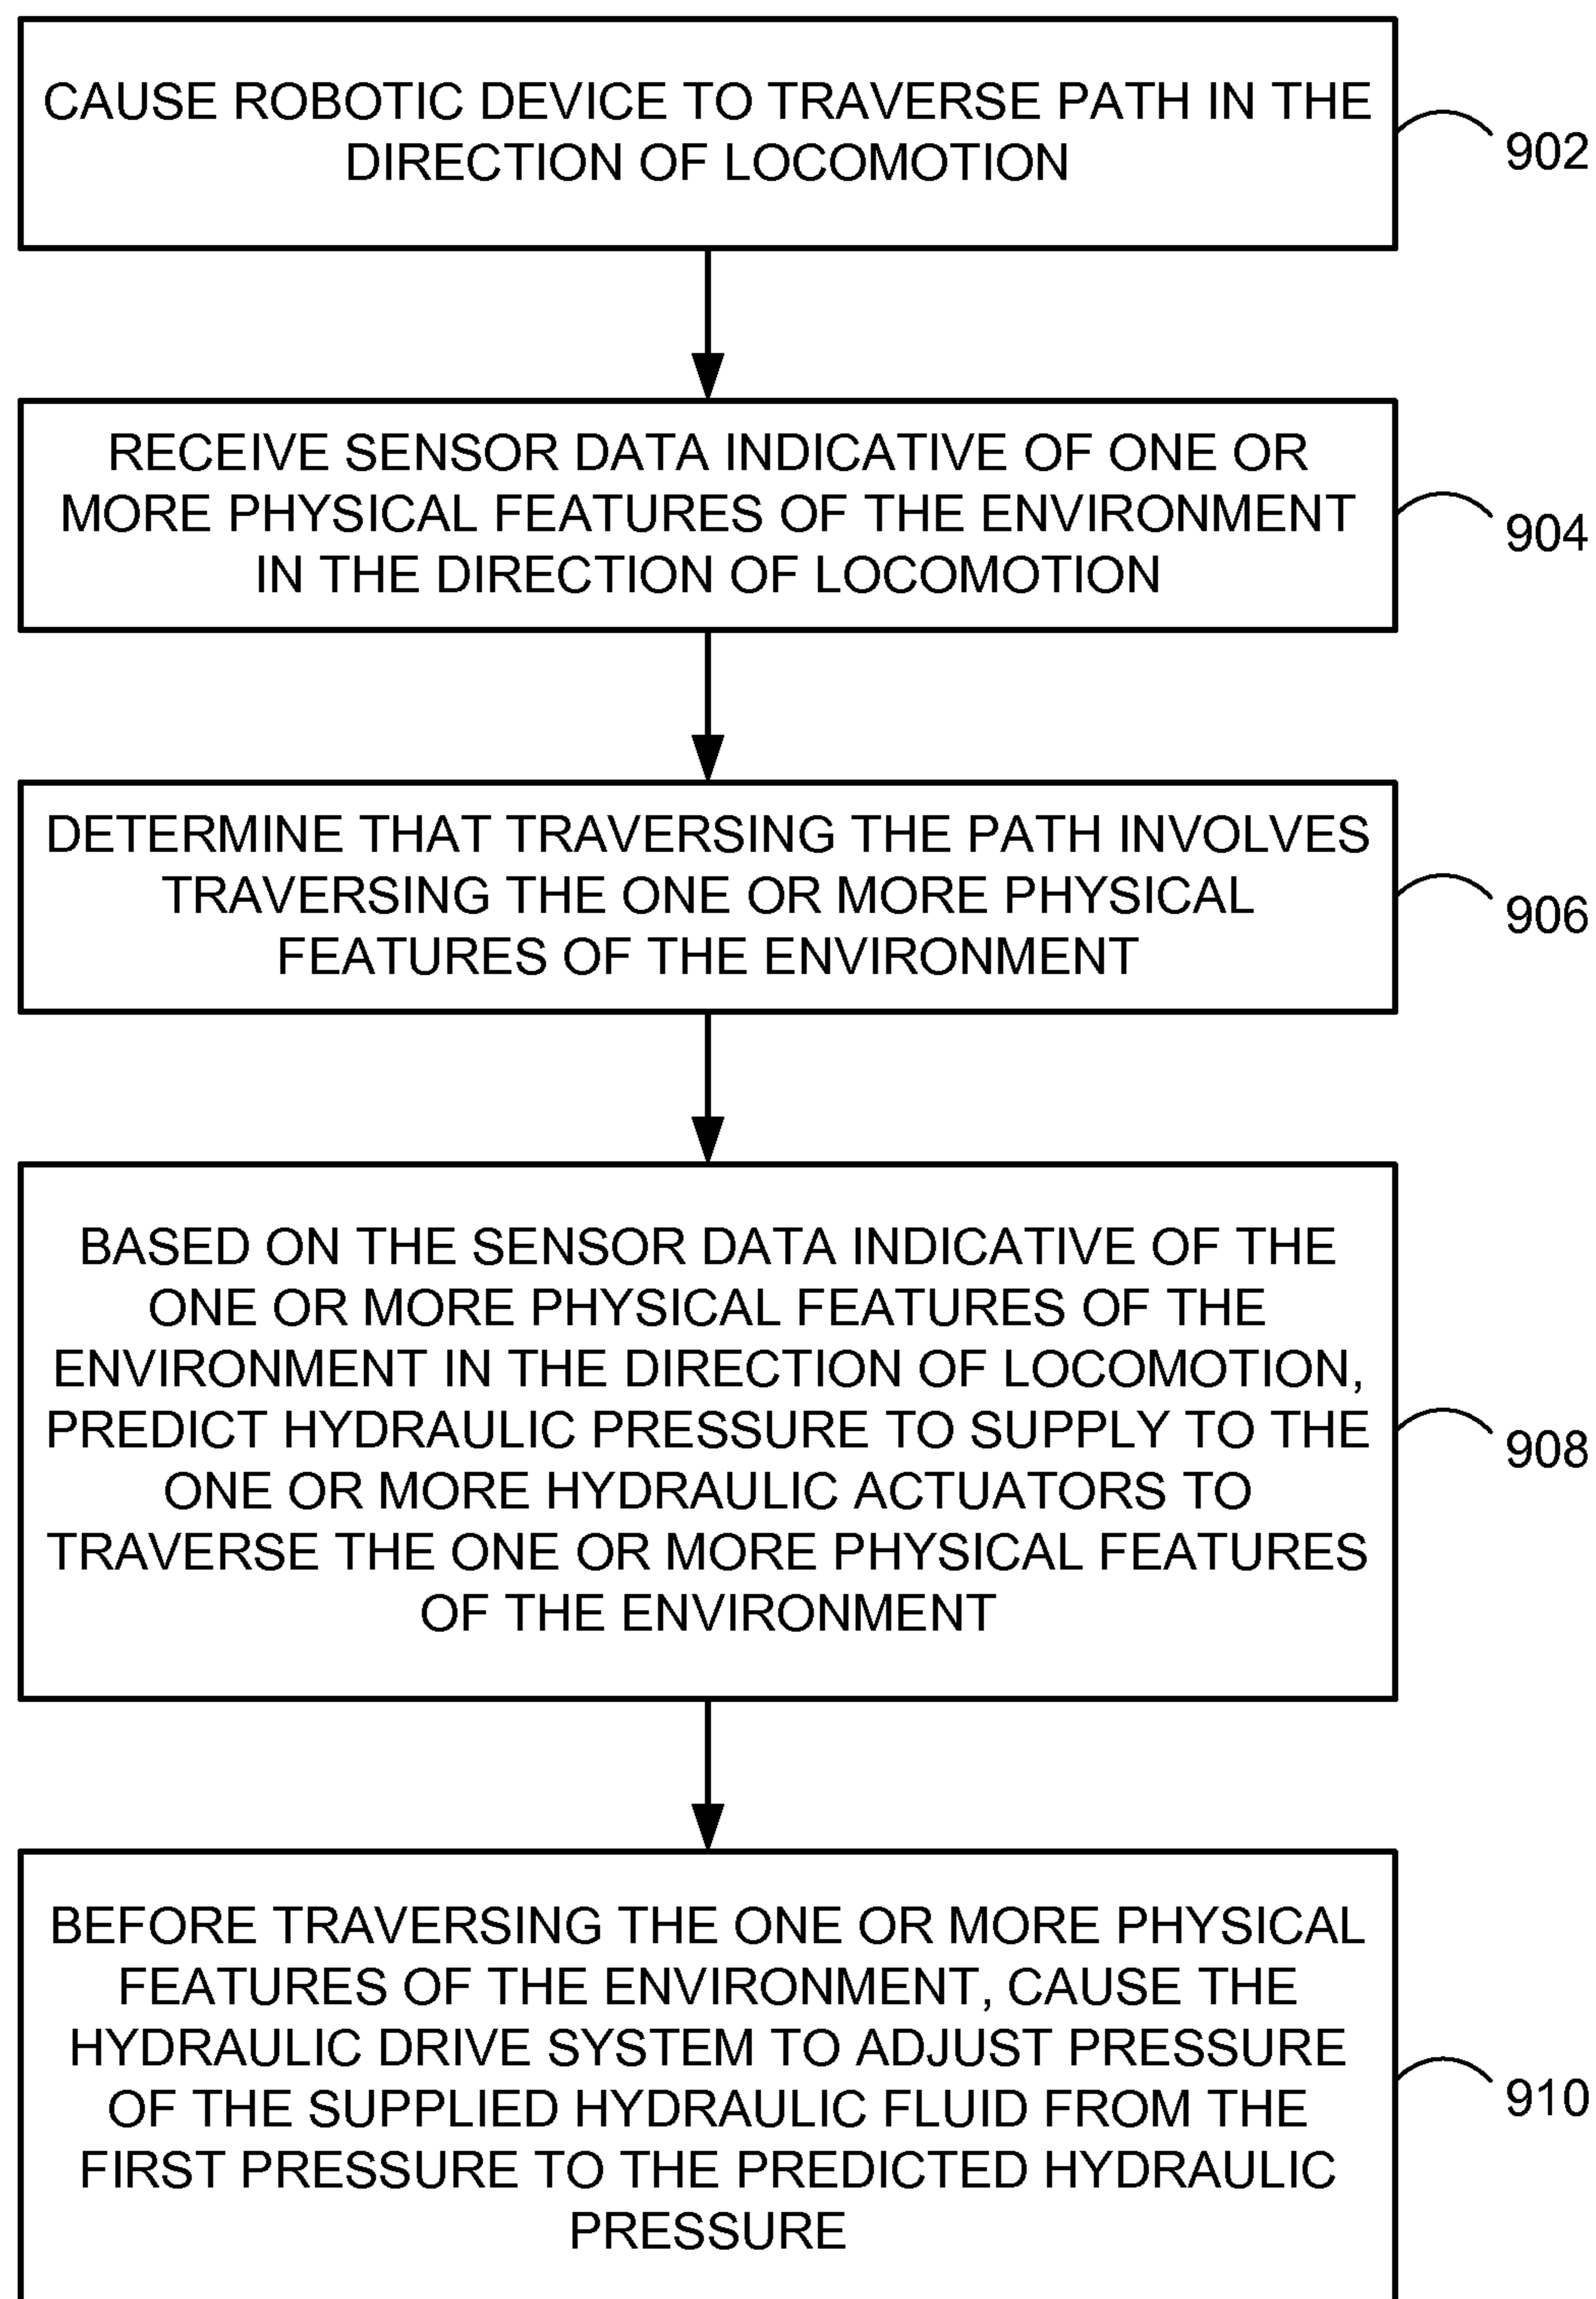 CAUSE ROBOTIC DEVICE TO TRAVERSE PATH IN THE
DIRECTION OF LOCOMOTION
902
RECEIVE SENSOR DATA INDICATIVE OF ONE OR
MORE PHYSICAL FEATURES OF THE ENVIRONMENT
IN THE DIRECTION OF LOCOMOTION
904
DETERMINE THAT TRAVERSING THE PATH INVOLVES
TRAVERSING THE ONE OR MORE PHYSICAL
FEATURES OF THE ENVIRONMENT
906
BASED ON THE SENSOR DATA INDICATIVE OF THE
ONE OR MORE PHYSICAL FEATURES OF THE
ENVIRONMENT IN THE DIRECTION OF LOCOMOTION,
PREDICT HYDRAULIC PRESSURE TO SUPPLY TO THE
ONE OR MORE HYDRAULIC ACTUATORS TO
TRAVERSE THE ONE OR MORE PHYSICAL FEATURES
OF THE ENVIRONMENT
908
BEFORE TRAVERSING THE ONE OR MORE PHYSICAL
FEATURES OF THE ENVIRONMENT, CAUSE THE
HYDRAULIC DRIVE SYSTEM TO ADJUST PRESSURE
OF THE SUPPLIED HYDRAULIC FLUID FROM THE
FIRST PRESSURE TO THE PREDICTED HYDRAULIC
PRESSURE
910